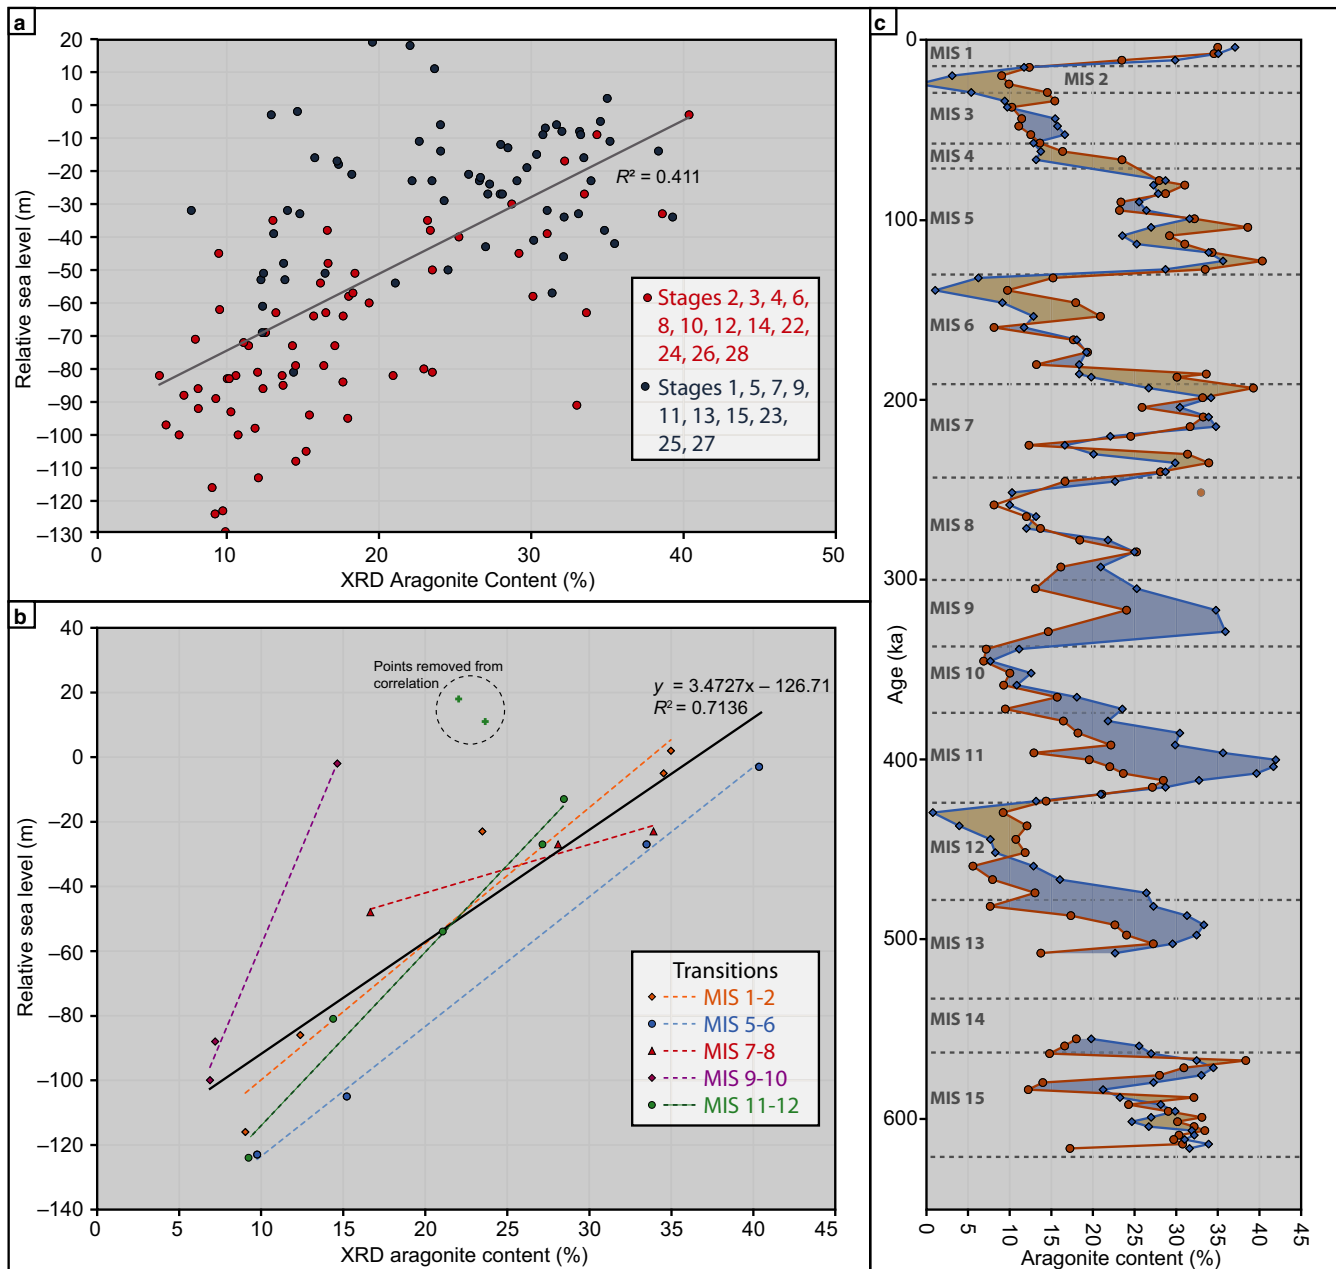 a
20
10
0
–10
–20
–30
–40
–50
–60
–70
–80
–90
–100
–110
–120
–130
Relative sea level (m)
R² = 0.411
Stages 2, 3, 4, 6,
8, 10, 12, 14, 22,
24, 26, 28
Stages 1, 5, 7, 9,
11, 13, 15, 23,
25, 27
0
10
20
30
40
50
XRD Aragonite Content (%)
b
40
20
0
–20
–40
–60
–80
–100
–120
–140
Relative sea level (m)
Points removed from
correlation
y = 3.4727x – 126.71
R² = 0.7136
Transitions
MIS 1-2
MIS 5-6
MIS 7-8
MIS 9-10
MIS 11-12
0
5
10
15
20
25
30
35
40
45
XRD aragonite content (%)
c
0
100
200
300
400
500
600
Age (ka)
MIS 1
MIS 2
MIS 3
MIS 4
MIS 5
MIS 6
MIS 7
MIS 8
MIS 9
MIS 10
MIS 11
MIS 12
MIS 13
MIS 14
MIS 15
0
5
10
15
20
25
30
35
40
45
Aragonite content (%)